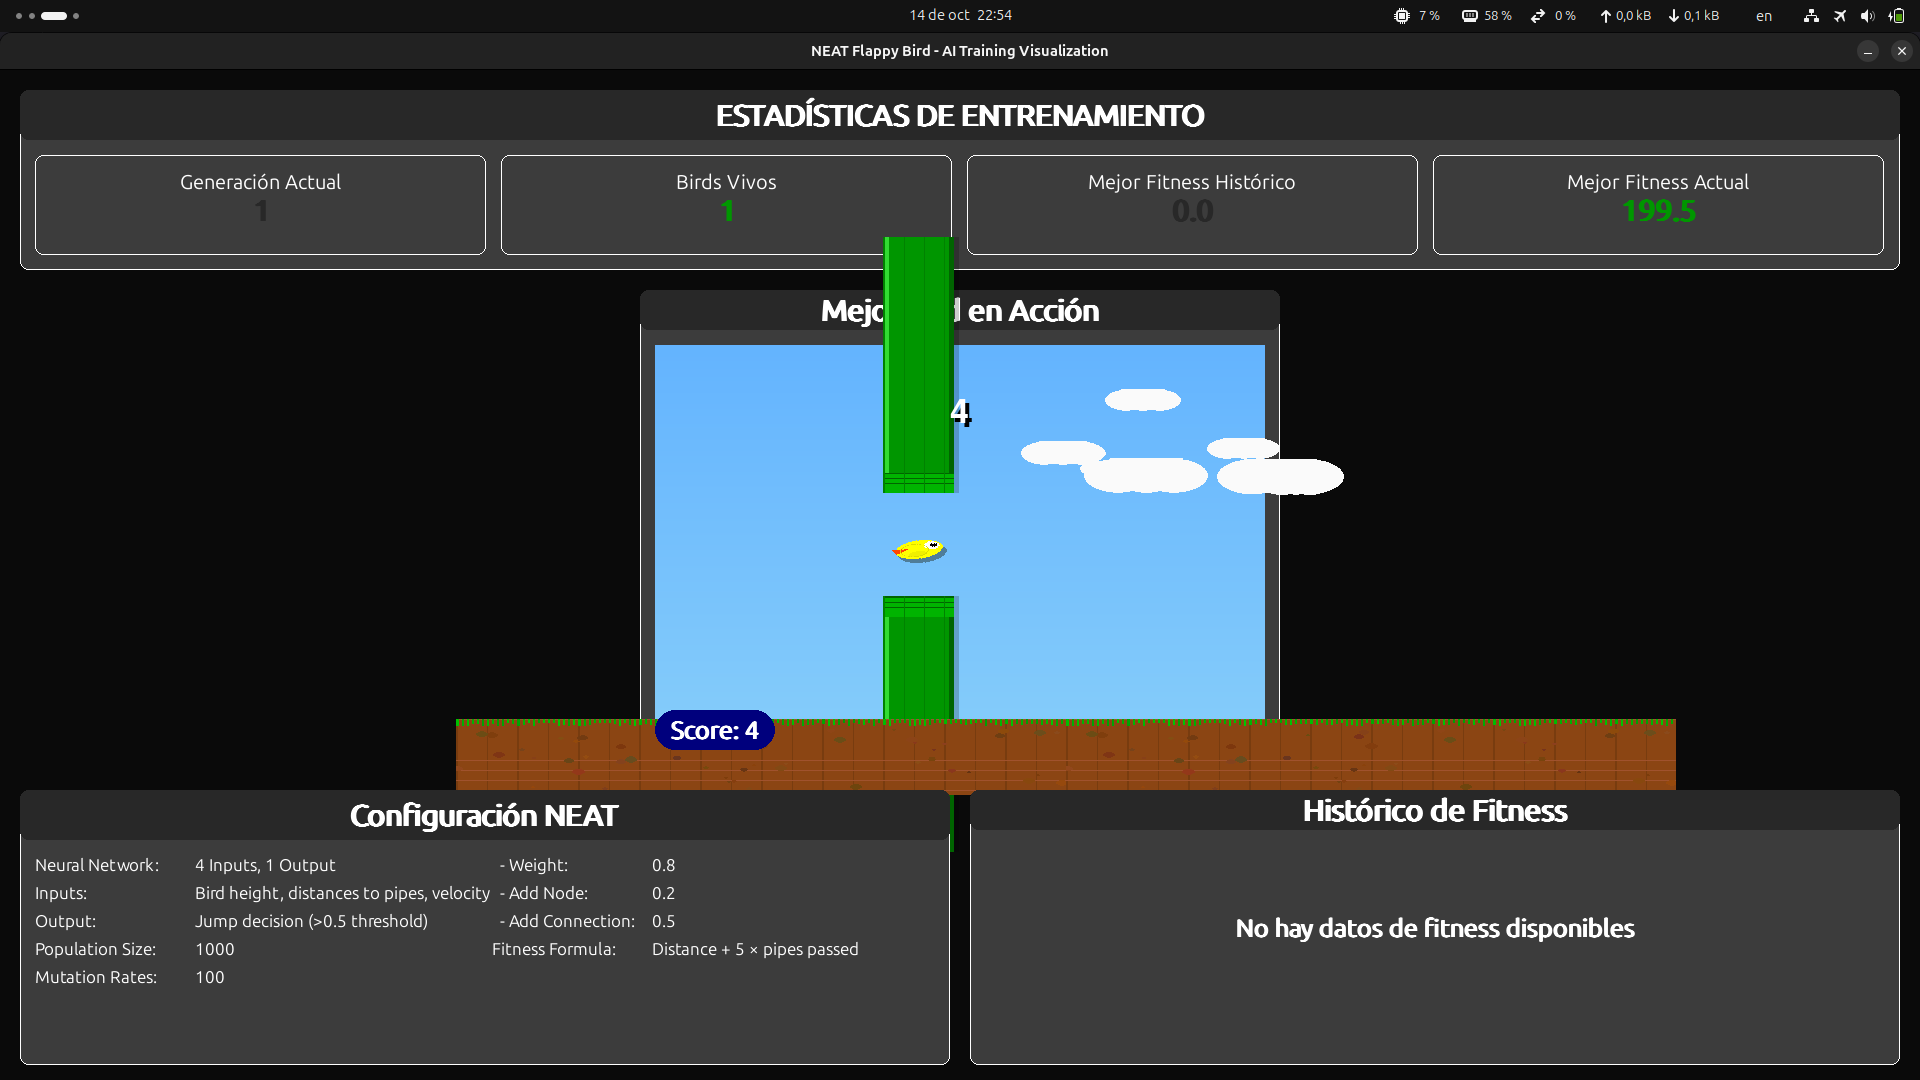 14 de oct 22:54
7 %
58 %
0 %
0,0 kB
0,1 kB
en
NEAT Flappy Bird - AI Training Visualization
ESTADÍSTICAS DE ENTRENAMIENTO
Generación Actual
1
Birds Vivos
1
Mejor Fitness Histórico
0.0
Mejor Fitness Actual
199.5
en Acción
4
Score: 4
Configuración NEAT
Neural Network: 4 Inputs, 1 Output
Inputs: Bird height, distances to pipes, velocity
Output: Jump decision (>0.5 threshold)
Population Size: 1000
Mutation Rates: 100
- Weight: 0.8
- Add Node: 0.2
- Add Connection: 0.5
Fitness Formula: Distance + 5 × pipes passed
Histórico de Fitness
No hay datos de fitness disponibles